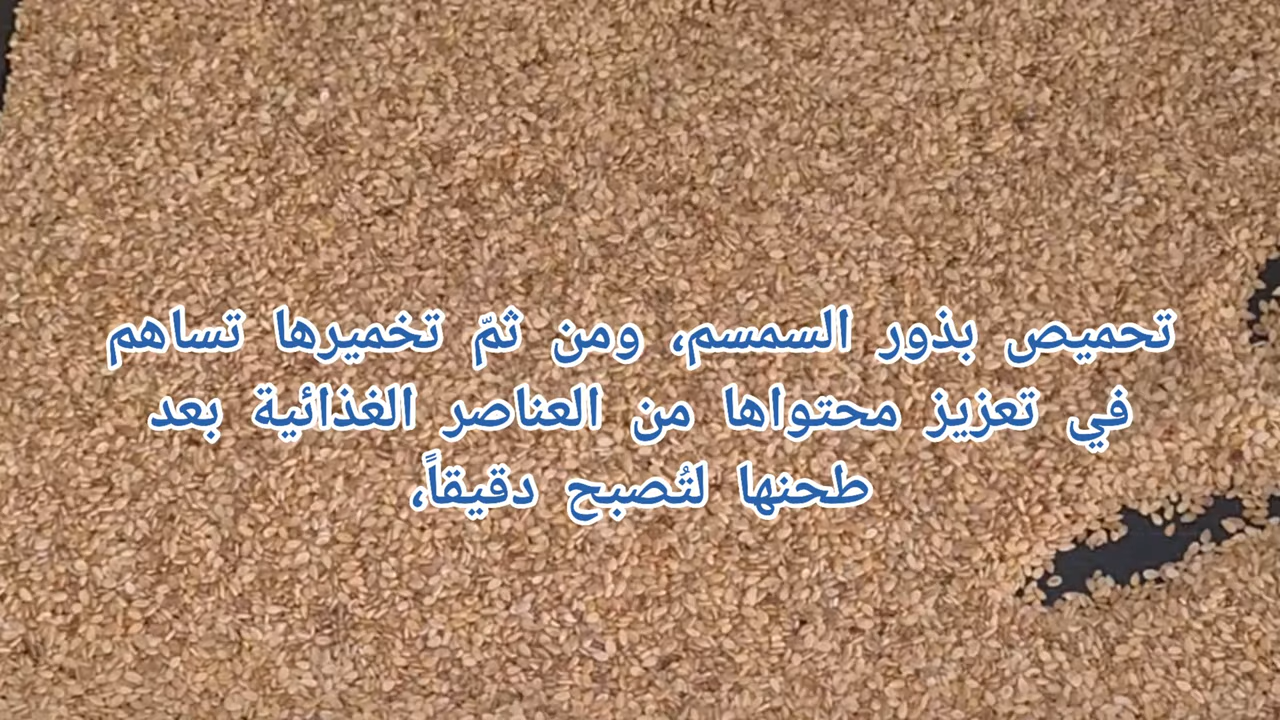 تحميص بذور السمسم، ومن ثمّ تخميرها تساهم
في تعزيز محتواها من العناصر الغذائية بعد
طحنها لتُصبح دقيقاً،